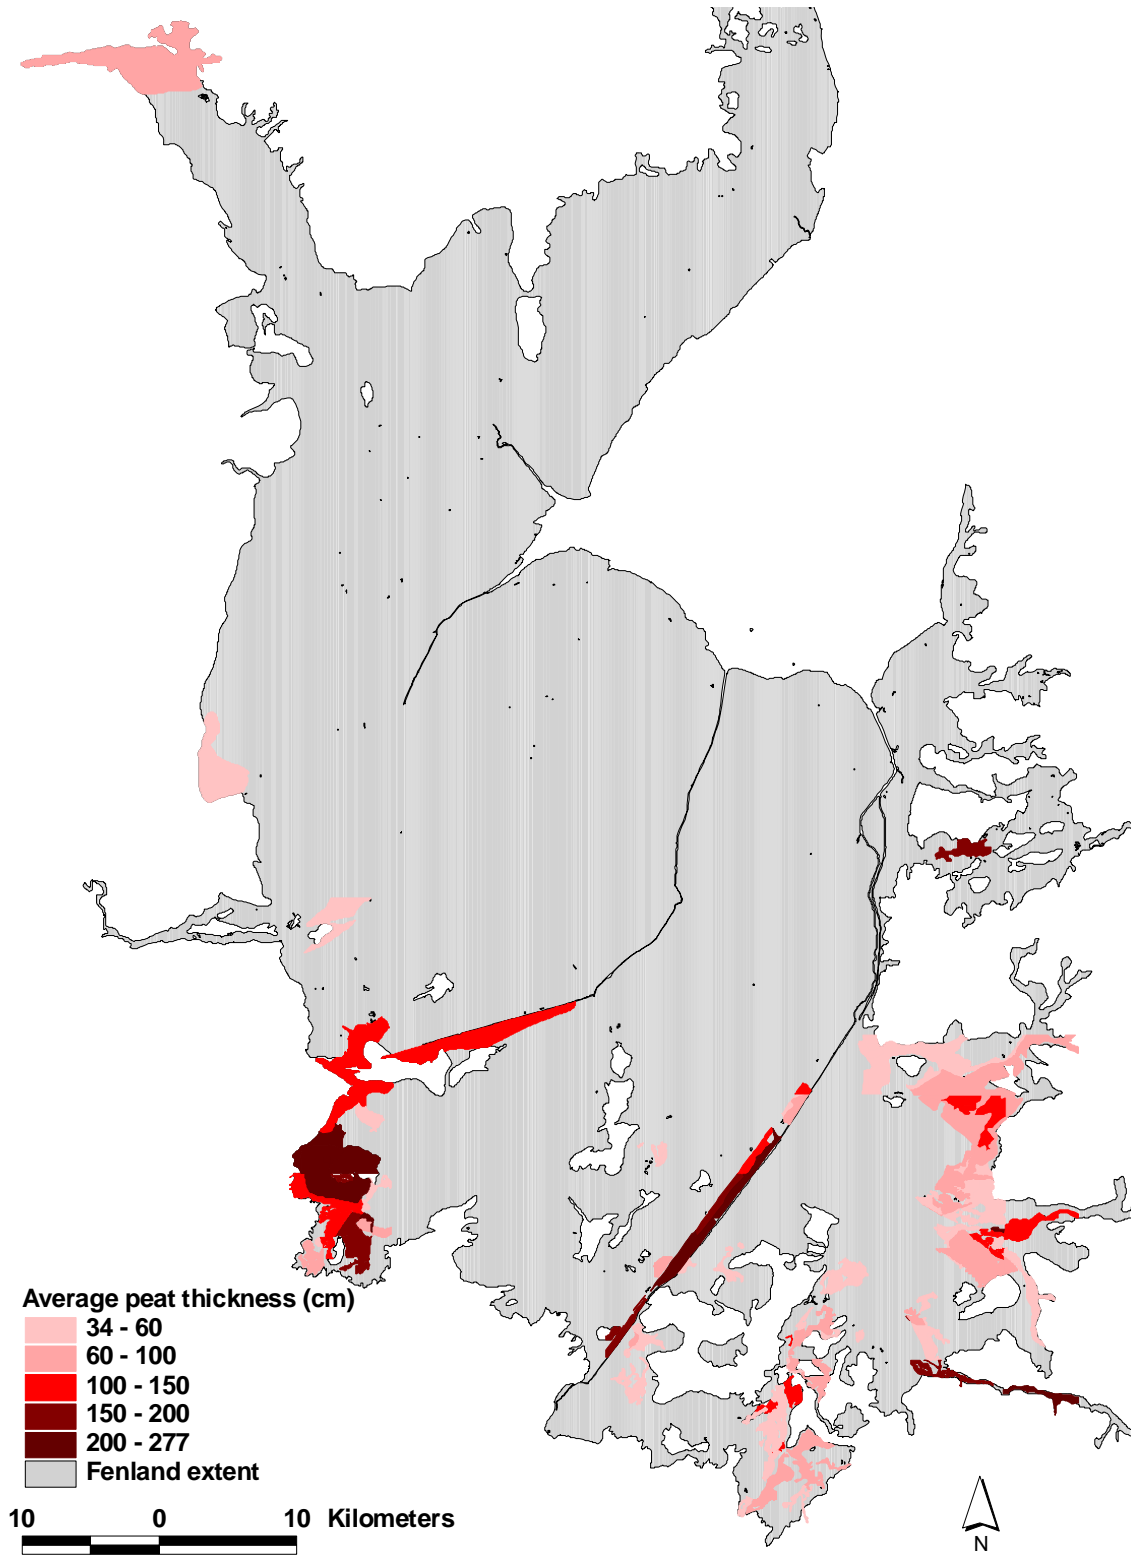 Average peat thickness (cm)
34 - 60
60 - 100
100 - 150
150 - 200
200 - 277
Fenland extent
10 0 10 Kilometers
N